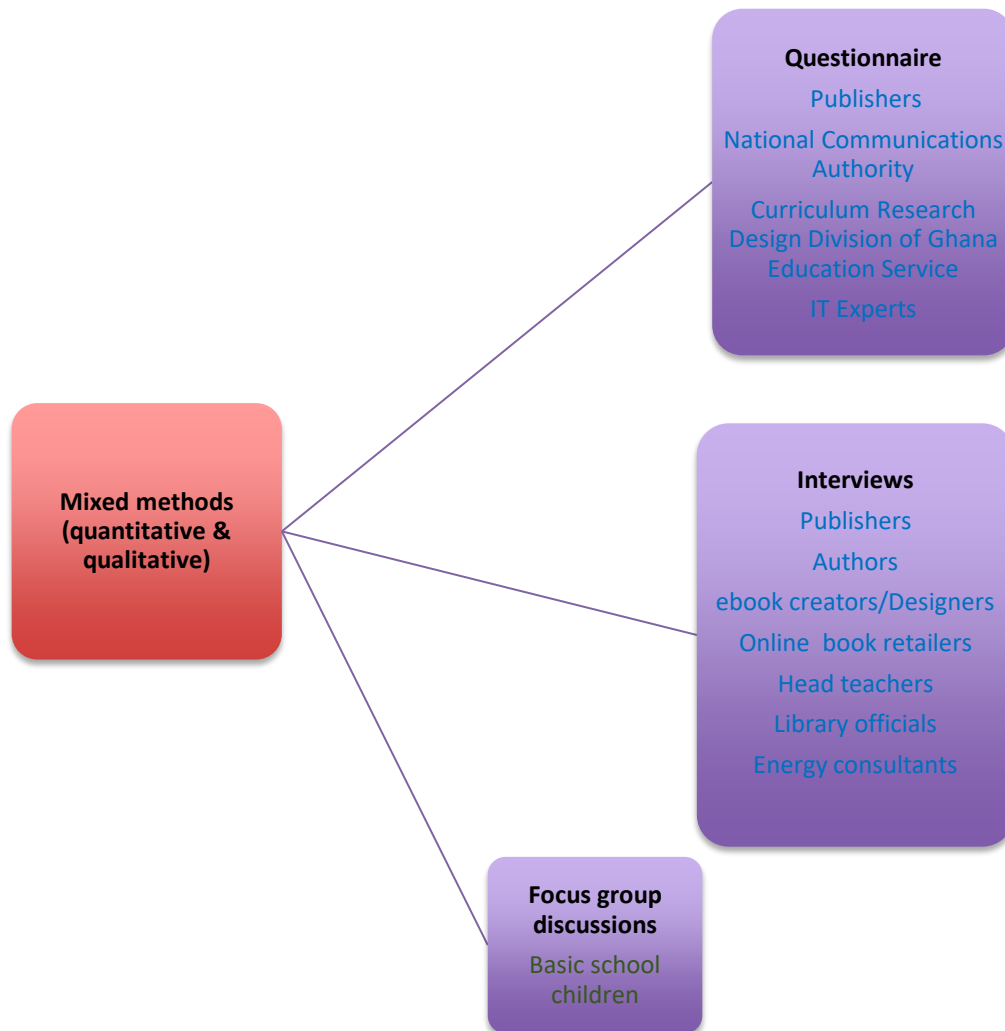 Questionnaire
Publishers
National Communications
Authority
Curriculum Research
Design Division of Ghana
Education Service
IT Experts
Mixed methods
(quantitative &
qualitative)
Interviews
Publishers
Authors
ebook creators/Designers
Online  book retailers
Head teachers
Library officials
Energy consultants
Focus group
discussions
Basic school
children